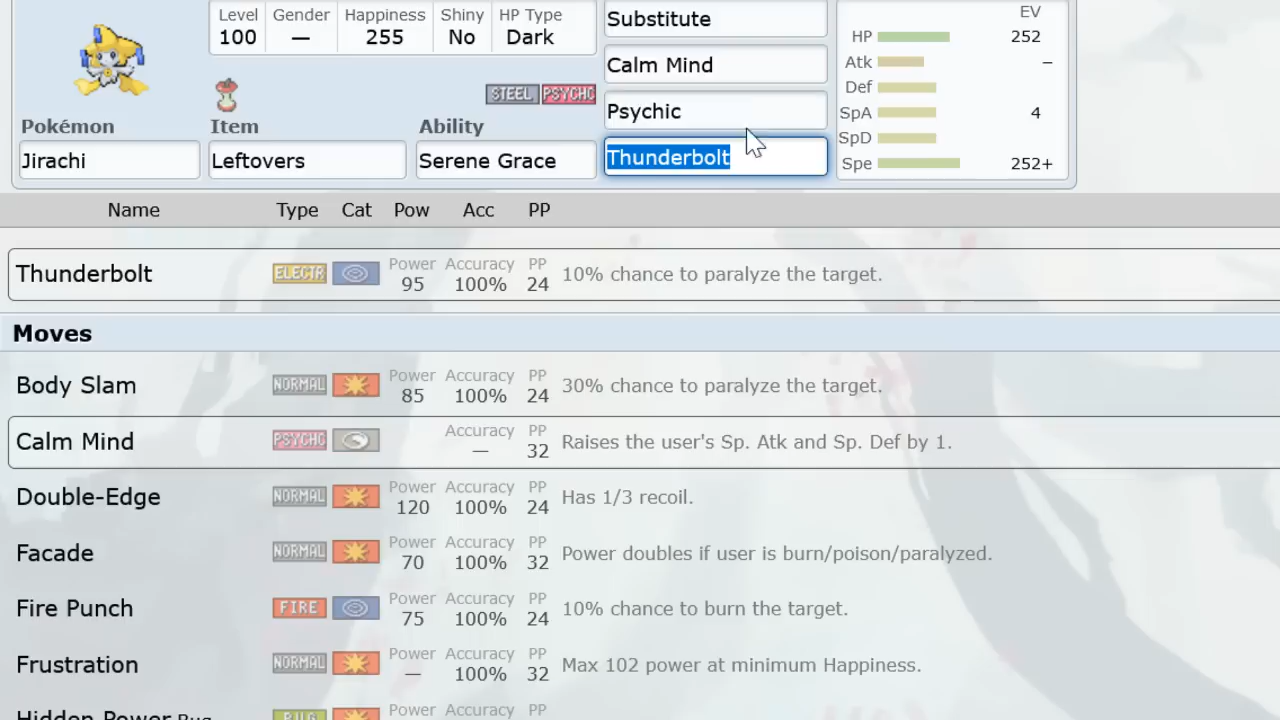 Level Gender Happiness Shiny HP Type
100 — 255 No Dark
STEEL PSYCHC
Pokémon Item Ability
Jirachi Leftovers Serene Grace
Substitute
Calm Mind
Psychic
Thunderbolt
EV
HP 252
Atk –
Def
SpA 4
SpD
Spe 252+
Name Type Cat Pow Acc PP
Thunderbolt ELECTR Power 95 Accuracy 100% PP 24 10% chance to paralyze the target.
Moves
Body Slam NORMAL Power 85 Accuracy 100% PP 24 30% chance to paralyze the target.
Calm Mind PSYCHC Accuracy — PP 32 Raises the user's Sp. Atk and Sp. Def by 1.
Double-Edge NORMAL Power 120 Accuracy 100% PP 24 Has 1/3 recoil.
Facade NORMAL Power 70 Accuracy 100% PP 32 Power doubles if user is burn/poison/paralyzed.
Fire Punch FIRE Power 75 Accuracy 100% PP 24 10% chance to burn the target.
Frustration NORMAL Power — Accuracy 100% PP 32 Max 102 power at minimum Happiness.
Hidden Power Bug BUG Power Accuracy PP